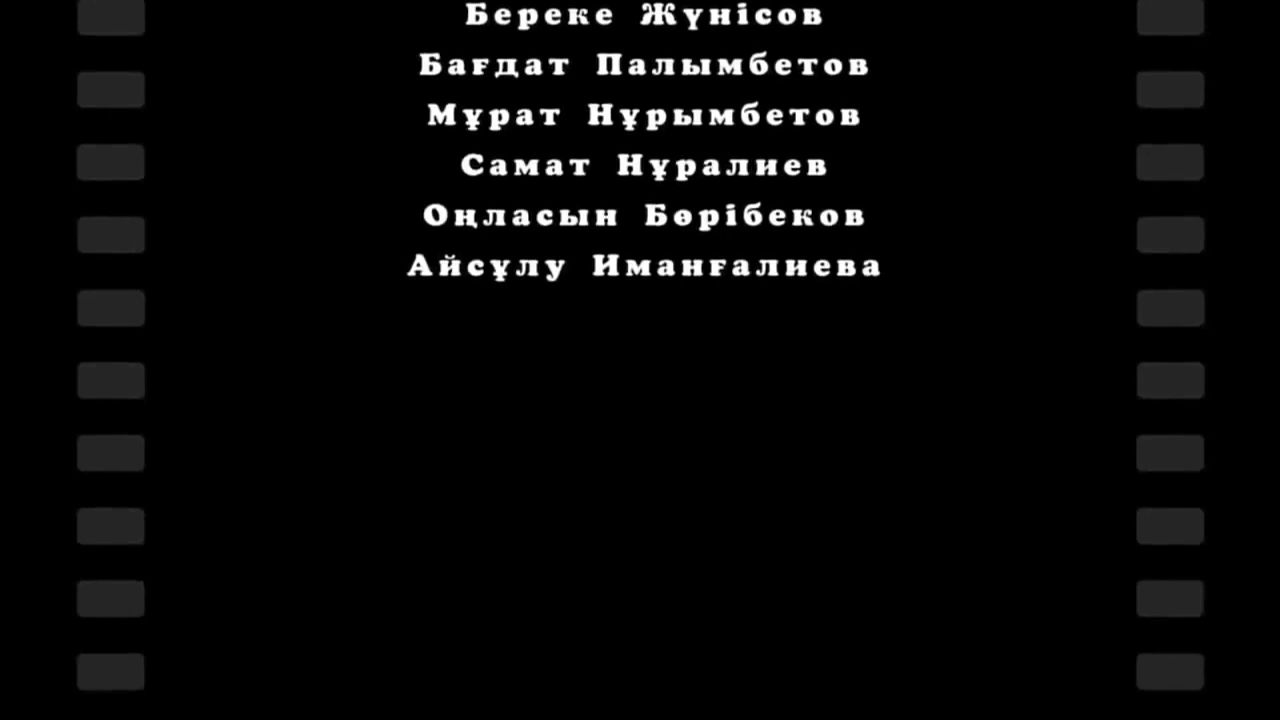 Береке Жүнісов
Бағдат Палымбетов
Мұрат Нұрымбетов
Самат Нұралиев
Оңласын Бөрібеков
Айсұлу Иманғалиева